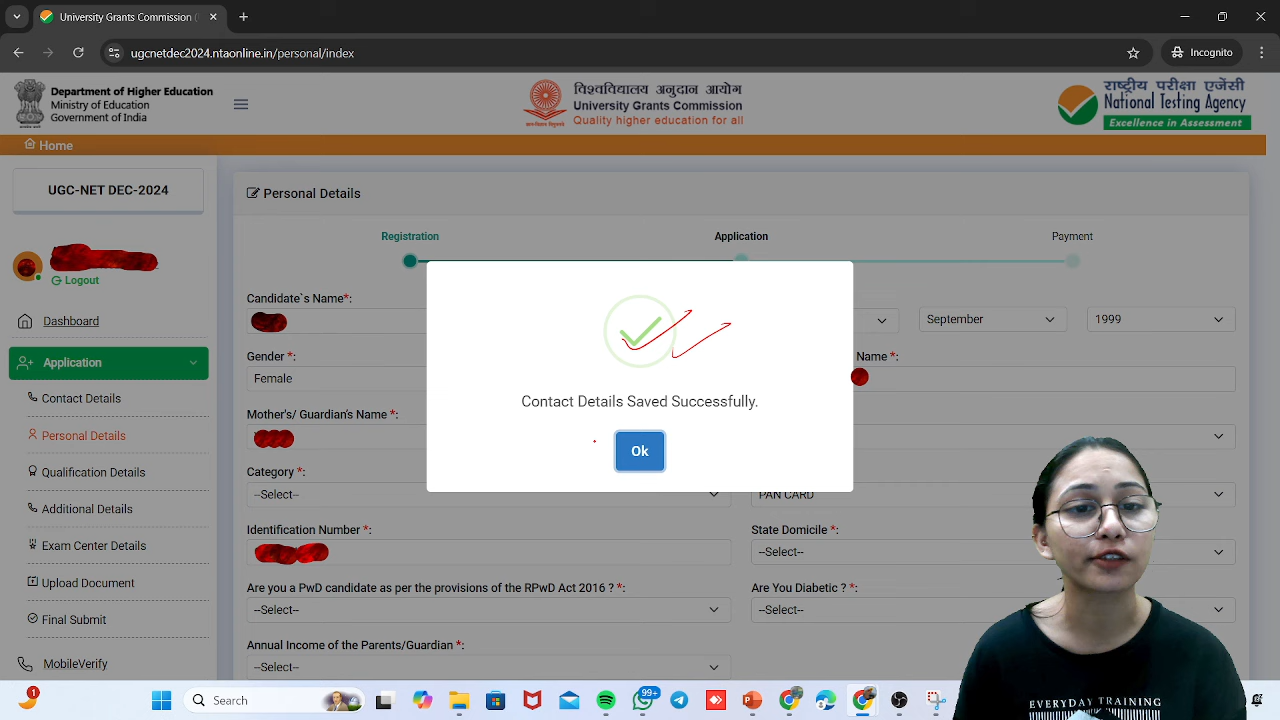 University Grants Commission (
ugcnetdec2024.ntaonline.in/personal/index
Incognito
Department of Higher Education
Ministry of Education
Government of India
विश्वविद्यालय अनुदान आयोग
University Grants Commission
Quality higher education for all
राष्ट्रीय परीक्षा एजेंसी
National Testing Agency
Excellence in Assessment
Home
UGC-NET DEC-2024
Logout
Dashboard
Application
Contact Details
Personal Details
Qualification Details
Additional Details
Exam Center Details
Upload Document
Final Submit
MobileVerify
Personal Details
Registration
Application
Payment
Candidate`s Name*:
September
1999
Gender *:
Name *:
Female
Mother's/ Guardian's Name *:
Category *:
--Select--
PAN CARD
Identification Number *:
State Domicile *:
--Select--
Are you a PwD candidate as per the provisions of the RPwD Act 2016 ? *:
Are You Diabetic ? *:
--Select--
--Select--
Annual Income of the Parents/Guardian *:
--Select--
Contact Details Saved Successfully.
Ok
EVERYDAY TRAINING
1
Search
99+